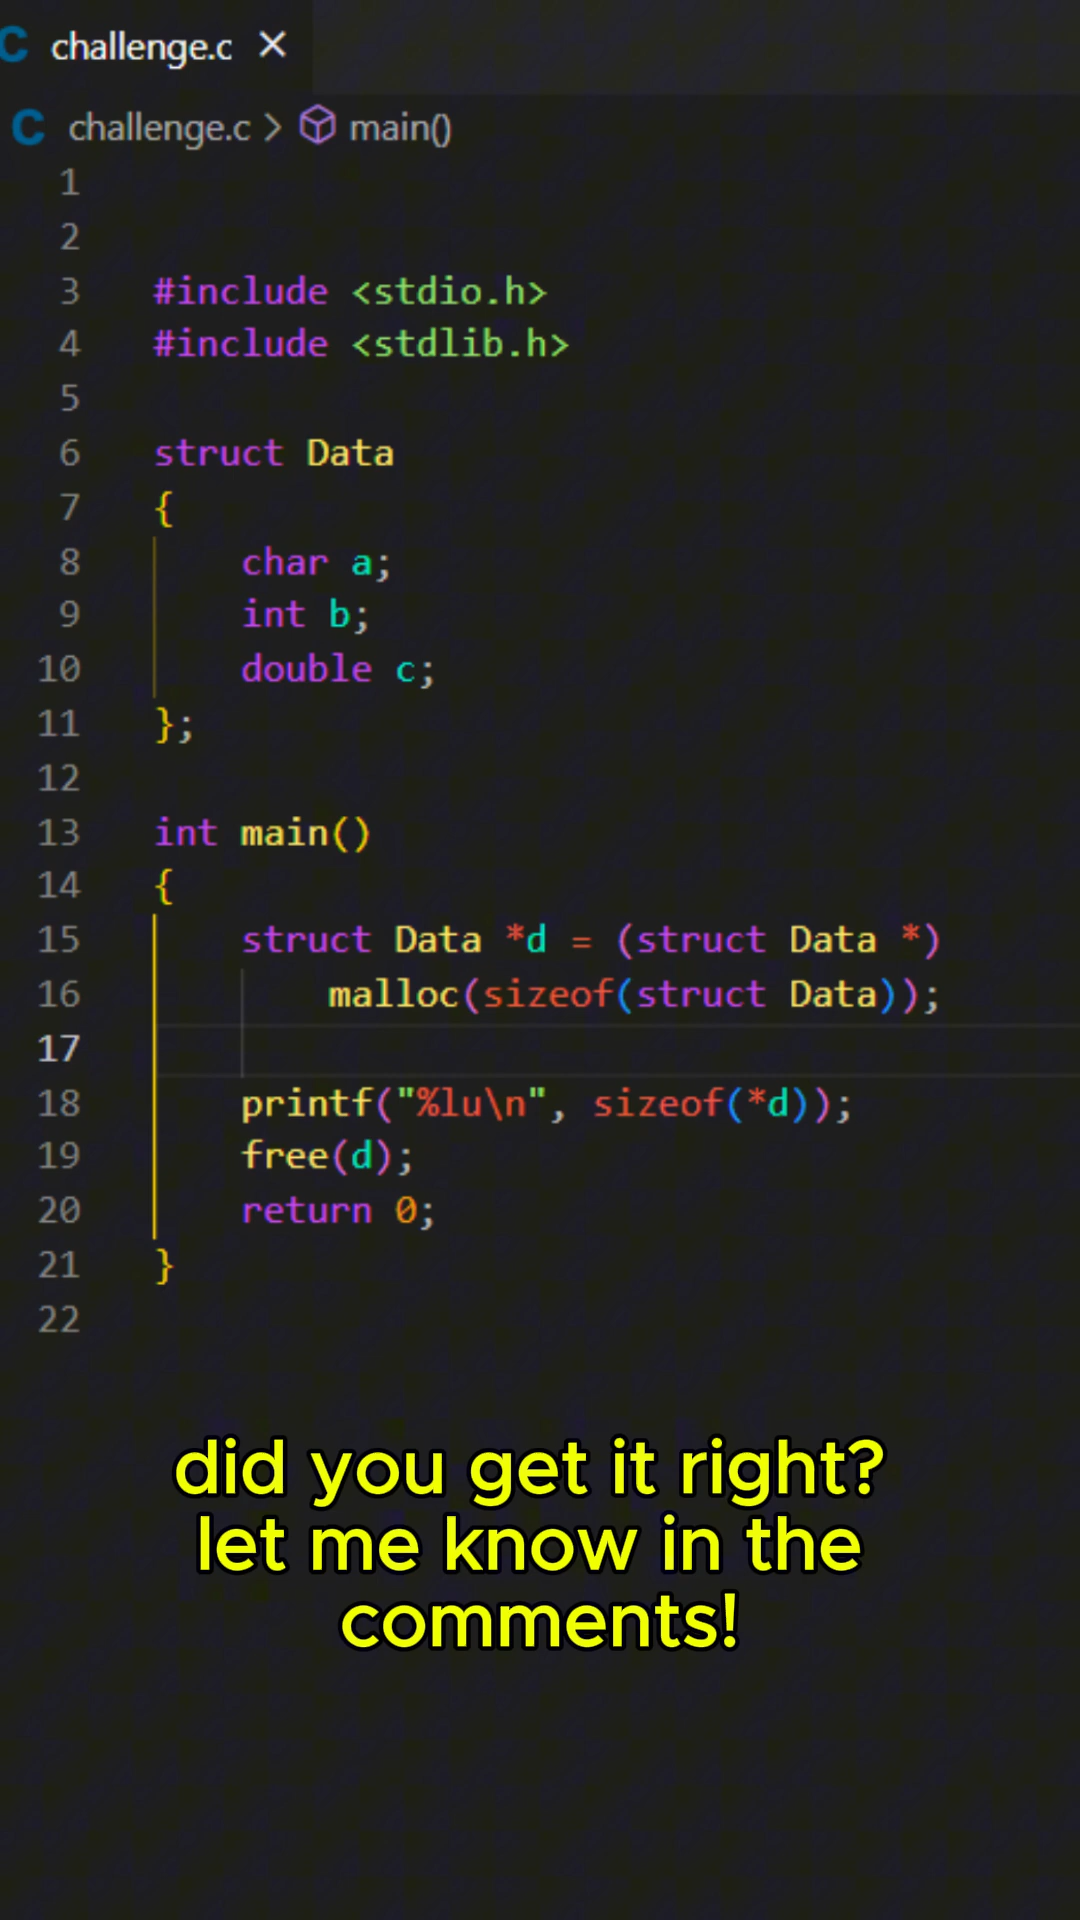 C challenge.c ×
C challenge.c > main()
1
2
3 #include <stdio.h>
4 #include <stdlib.h>
5
6 struct Data
7 {
8 char a;
9 int b;
10 double c;
11 };
12
13 int main()
14 {
15 struct Data *d = (struct Data *)
16 malloc(sizeof(struct Data));
17
18 printf("%lu\n", sizeof(*d));
19 free(d);
20 return 0;
21 }
22
did you get it right?
let me know in the
comments!